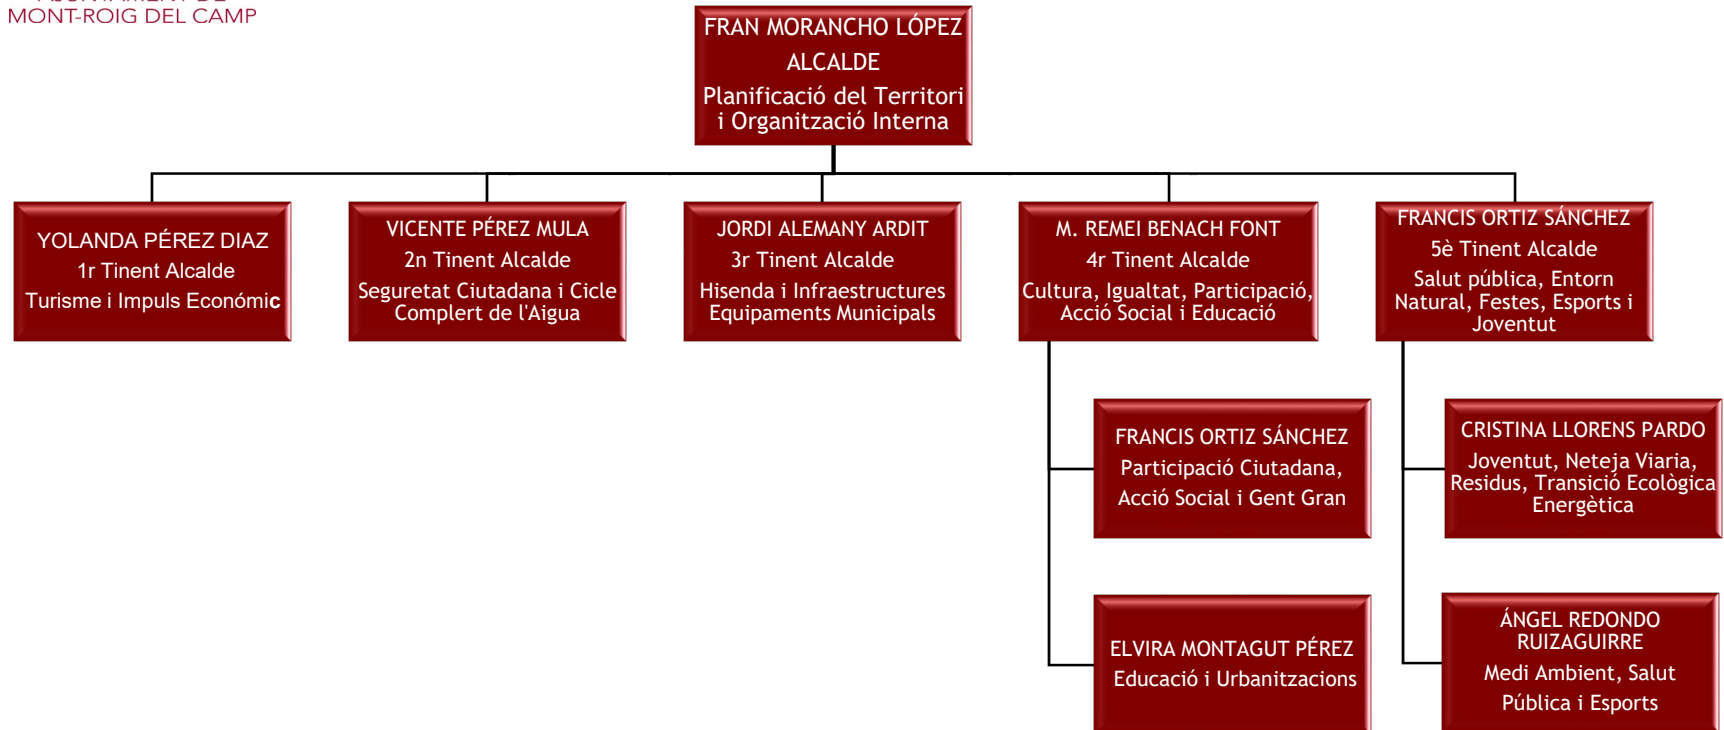 MONT-ROIG DEL CAMP
FRAN MORANCHO LÓPEZ
ALCALDE
Planificació del Territori
i Organització Interna
YOLANDA PÉREZ DIAZ
1r Tinent Alcalde
Turisme i Impuls Económic
VICENTE PÉREZ MULA
2n Tinent Alcalde
Seguretat Ciutadana i Cicle
Complert de l'Aigua
JORDI ALEMANY ARDIT
3r Tinent Alcalde
Hisenda i Infraestructures
Equipaments Municipals
M. REMEI BENACH FONT
4r Tinent Alcalde
Cultura, Igualtat, Participació,
Acció Social i Educació
FRANCIS ORTIZ SÁNCHEZ
5è Tinent Alcalde
Salut pública, Entorn
Natural, Festes, Esports i
Joventut
FRANCIS ORTIZ SÁNCHEZ
Participació Ciutadana,
Acció Social i Gent Gran
CRISTINA LLORENS PARDO
Joventut, Neteja Viaria,
Residus, Transició Ecològica
Energètica
ELVIRA MONTAGUT PÉREZ
Educació i Urbanitzacions
ÁNGEL REDONDO
RUIZAGUIRRE
Medi Ambient, Salut
Pública i Esports